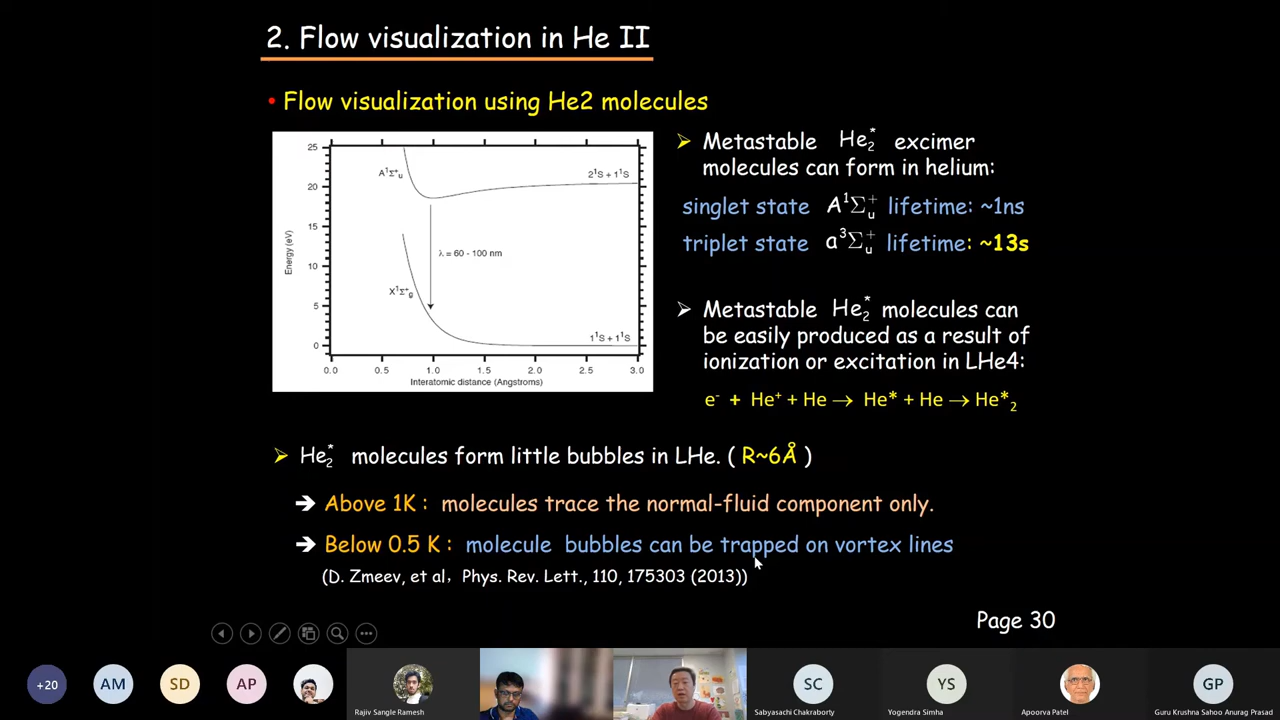 2. Flow visualization in He II
• Flow visualization using He2 molecules
25
20
15
10
5
0
Energy (eV)
A¹Σ⁺u
2¹S + 1¹S
λ = 60 - 100 nm
X¹Σ⁺g
1¹S + 1¹S
0.0 0.5 1.0 1.5 2.0 2.5 3.0
Interatomic distance (Angstroms)
➢ Metastable He₂* excimer
molecules can form in helium:
singlet state A¹Σᵤ⁺ lifetime: ~1ns
triplet state a³Σᵤ⁺ lifetime: ~13s
➢ Metastable He₂* molecules can
be easily produced as a result of
ionization or excitation in LHe4:
e⁻ + He⁺ + He → He* + He → He*₂
➢ He₂* molecules form little bubbles in LHe. ( R~6Å )
➔ Above 1K : molecules trace the normal-fluid component only.
➔ Below 0.5 K : molecule bubbles can be trapped on vortex lines
(D. Zmeev, et al, Phys. Rev. Lett., 110, 175303 (2013))
Page 30
+20 AM SD AP SC YS GP
Rajiv Sangle Ramesh Sabyasachi Chakraborty Yogendra Simha Apoorva Patel Guru Krushna Sahoo Anurag Prasad